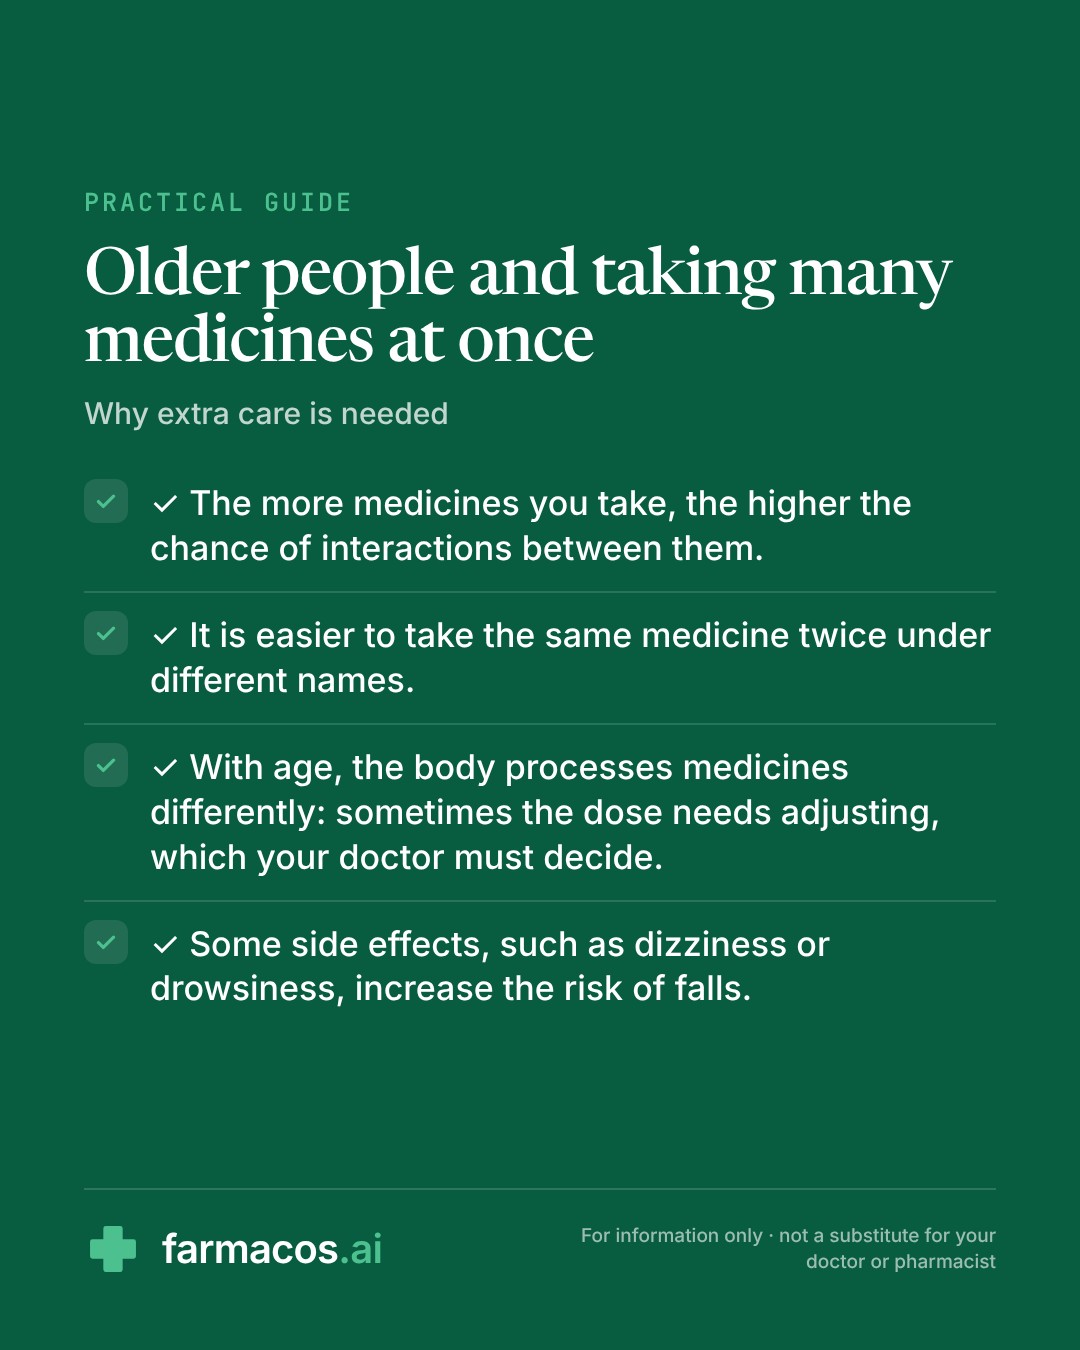 PRACTICAL GUIDE
Older people and taking many
medicines at once
Why extra care is needed
✓ The more medicines you take, the higher the
chance of interactions between them.
✓ It is easier to take the same medicine twice under
different names.
✓ With age, the body processes medicines
differently: sometimes the dose needs adjusting,
which your doctor must decide.
✓ Some side effects, such as dizziness or
drowsiness, increase the risk of falls.
farmacos.ai
For information only · not a substitute for your
doctor or pharmacist